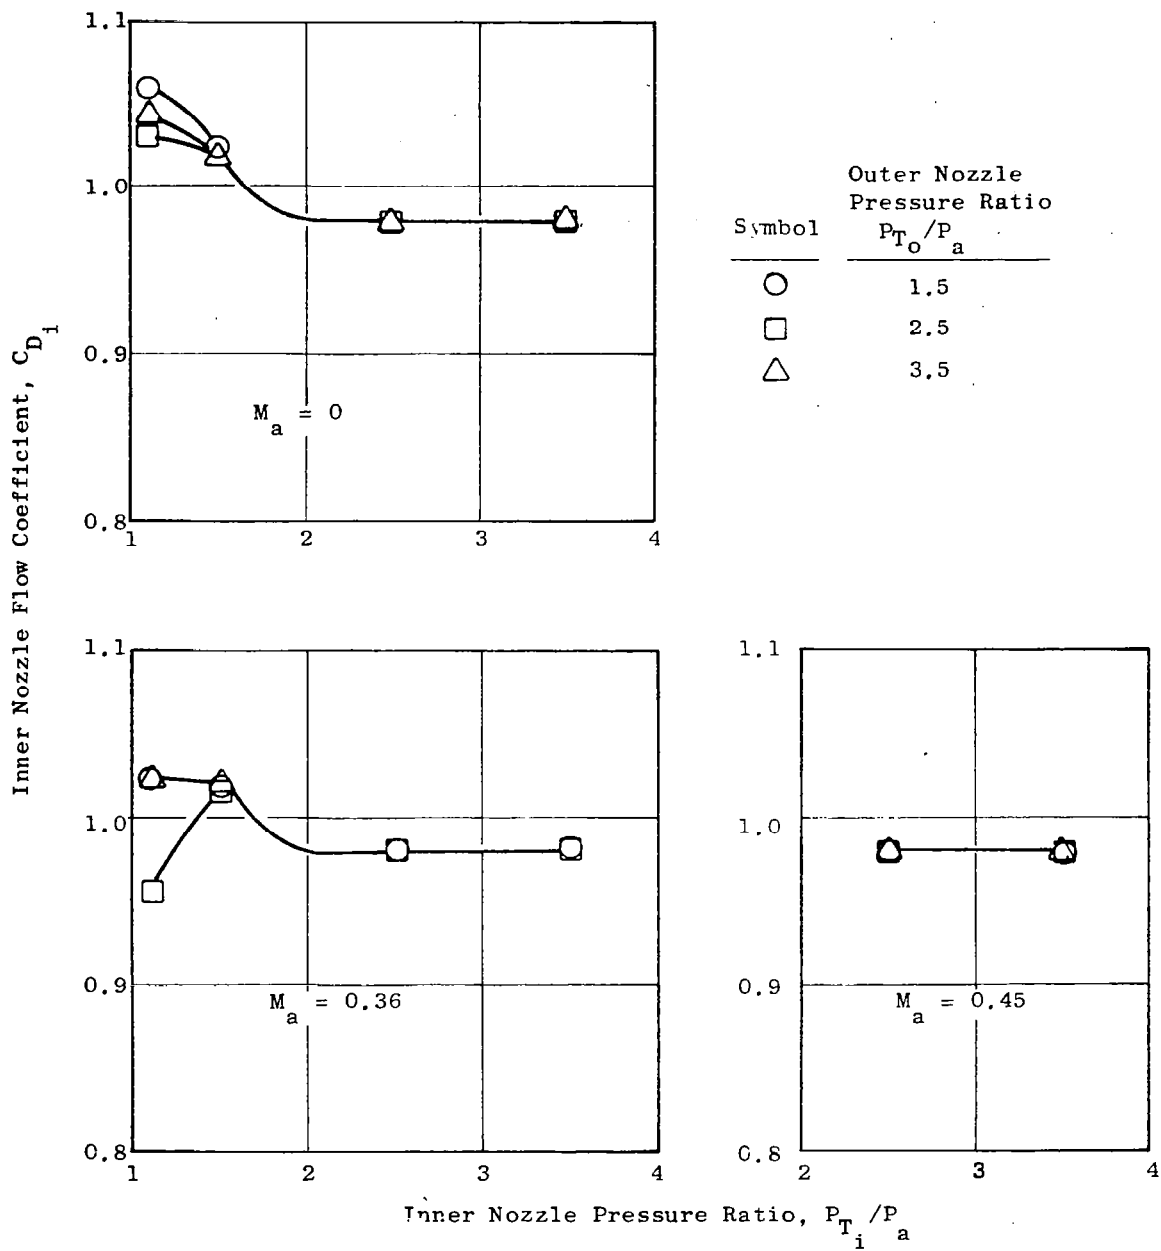 Inner Nozzle Flow Coefficient, C_D_i
1.1
1.0
0.9
0.8
1 2 3 4
M_a = 0
Outer Nozzle
Pressure Ratio
Symbol P_T_o/P_a
○ 1.5
□ 2.5
△ 3.5
1.1
1.0
0.9
0.8
1 2 3 4
M_a = 0.36
1.1
1.0
0.9
0.8
2 3 4
M_a = 0.45
Inner Nozzle Pressure Ratio, P_T_i/P_a